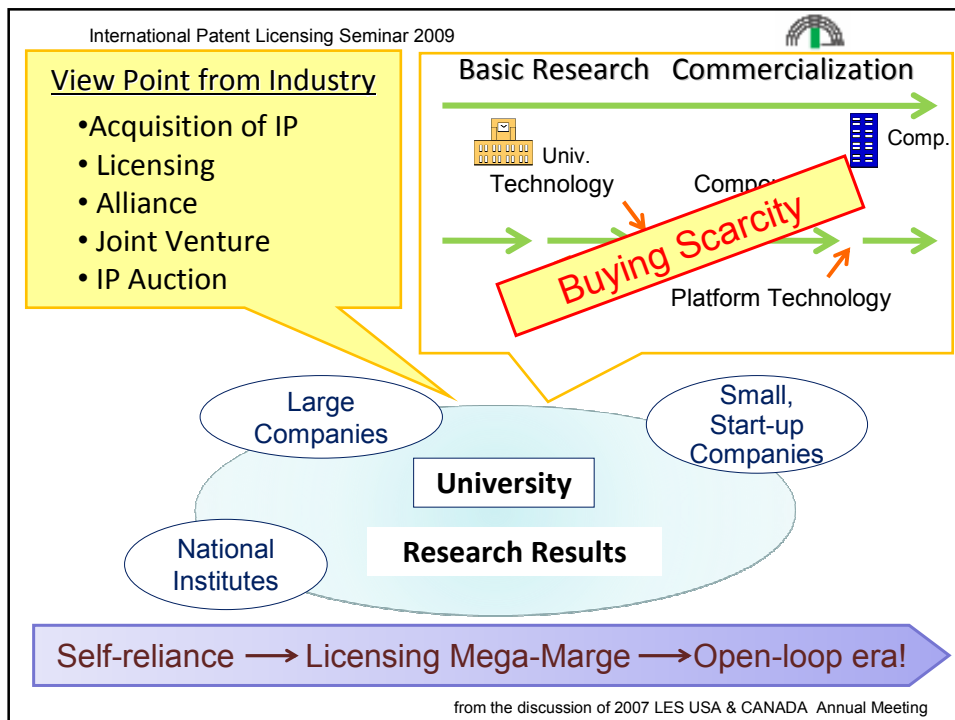 International Patent Licensing Seminar 2009
View Point from Industry
•Acquisition of IP
• Licensing
• Alliance
• Joint Venture
• IP Auction
Basic Research Commercialization
Univ.
Comp.
Technology
Buying Scarcity
Platform Technology
Large
Companies
Small,
Start-up
Companies
University
Research Results
National
Institutes
Self-reliance → Licensing Mega-Marge → Open-loop era!
from the discussion of 2007 LES USA & CANADA Annual Meeting